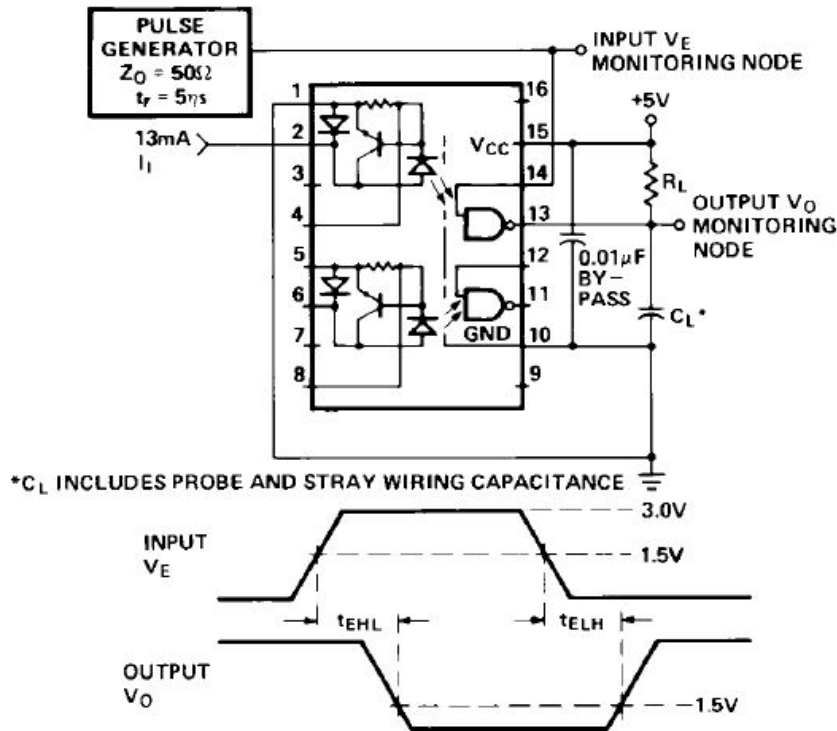 PULSE
GENERATOR
Z_O = 50Ω
t_r = 5ηs
INPUT V_E
MONITORING NODE
13mA
I_I
1
2
3
4
5
6
7
8
16
15
14
13
12
11
10
9
V_CC
GND
+5V
R_L
OUTPUT V_O
MONITORING
NODE
0.01μF
BY-
PASS
C_L*
*C_L INCLUDES PROBE AND STRAY WIRING CAPACITANCE
INPUT
V_E
3.0V
1.5V
t_EHL
t_ELH
OUTPUT
V_O
1.5V